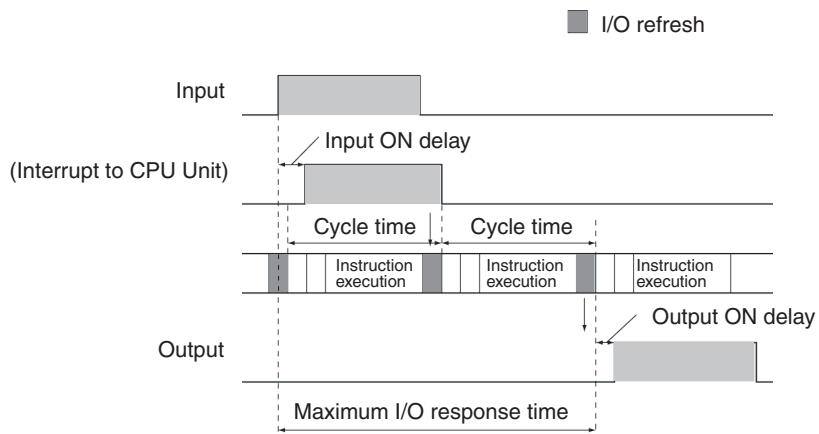 I/O refresh
Input
Input ON delay
(Interrupt to CPU Unit)
Cycle time
Cycle time
Instruction
execution
Instruction
execution
Instruction
execution
Output ON delay
Output
Maximum I/O response time